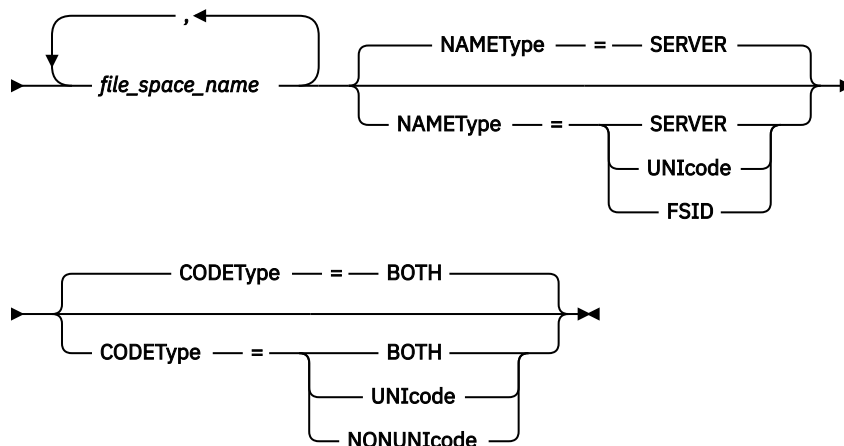 ,
NAMEType = SERVER
file_space_name
NAMEType = SERVER
UNIcode
FSID
CODEType = BOTH
CODEType = BOTH
UNIcode
NONUNIcode